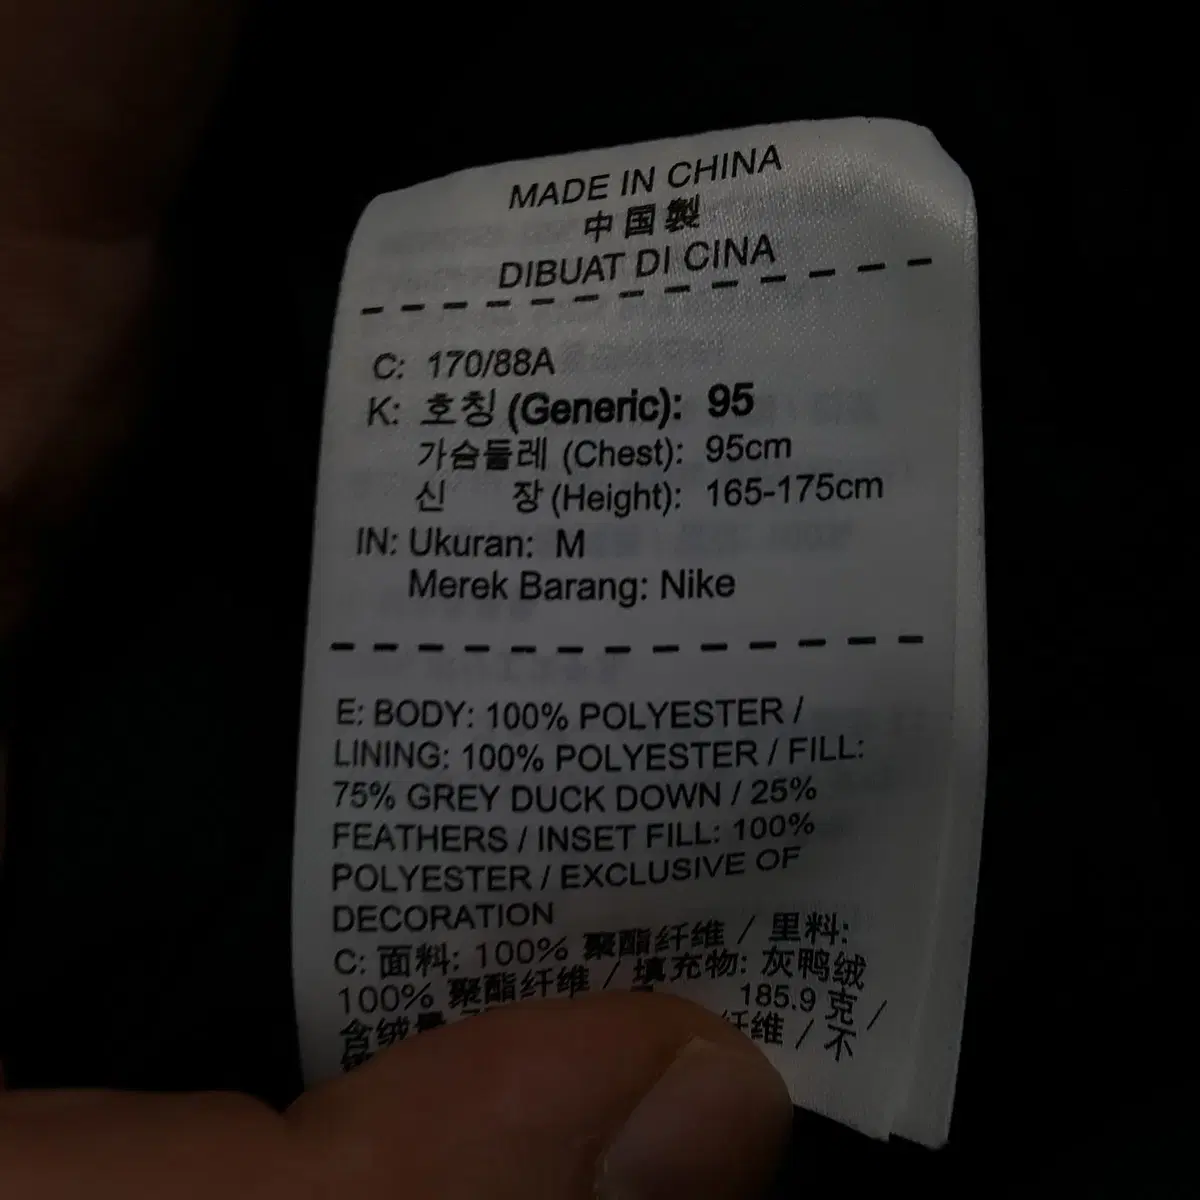 MADE IN CHINA
中国製
DIBUAT DI CINA
C: 170/88A
K: 호칭 (Generic): 95
가슴둘레 (Chest): 95cm
신 장 (Height): 165-175cm
IN: Ukuran: M
Merek Barang: Nike
E: BODY: 100% POLYESTER /
LINING: 100% POLYESTER / FILL:
75% GREY DUCK DOWN / 25%
FEATHERS / INSET FILL: 100%
POLYESTER / EXCLUSIVE OF
DECORATION
C: 面料: 100% 聚酯纤维 / 里料:
100% 聚酯纤维 / 填充物: 灰鸭绒
185.9 克 /
含绒量 纤维 / 不